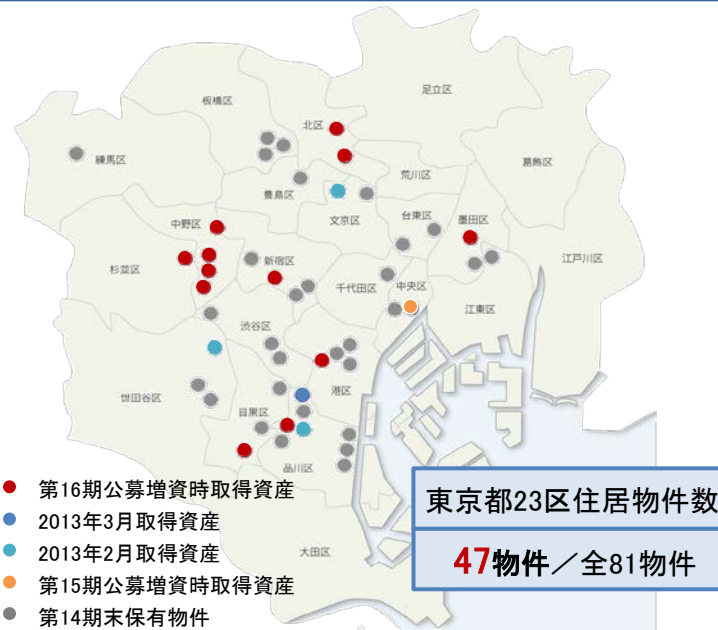 足立区
板橋区
北区
葛飾区
練馬区
荒川区
豊島区
文京区
台東区
墨田区
中野区
江戸川区
杉並区
新宿区
千代田区
中央区
江東区
渋谷区
世田谷区
港区
目黒区
品川区
大田区
第16期公募増資時取得資産
2013年3月取得資産
2013年2月取得資産
第15期公募増資時取得資産
第14期末保有物件
東京都23区住居物件数
47物件／全81物件